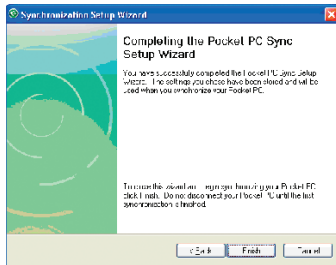 Synchronization Setup Wizard
Completing the Pocket PC Sync
Setup Wizard
You have successfully completed the Pocket PC Sync Setup
Wizard. The settings you chose have been stored and will be
used when you synchronize your Pocket PC.
To close this wizard and begin synchronizing your Pocket PC
click Finish. Do not disconnect your Pocket PC until the first
synchronization is finished.
< Back
Finish
Cancel